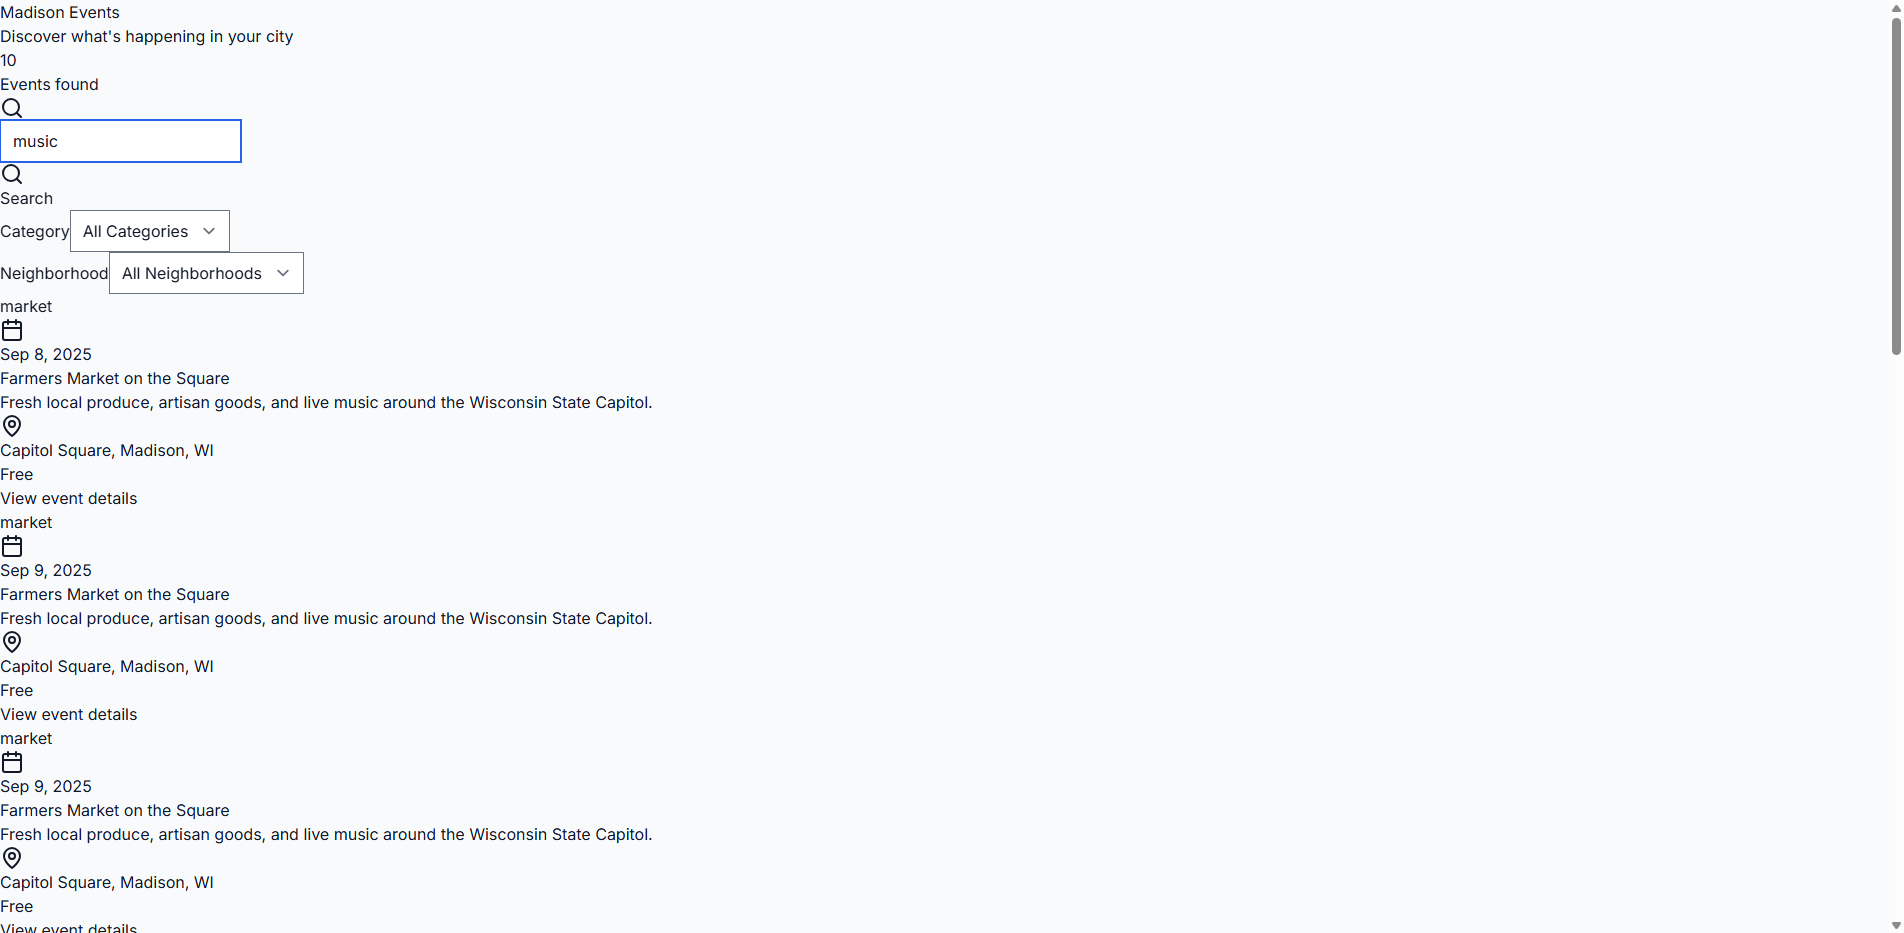 Madison Events
Discover what's happening in your city
10
Events found
music
Search
Category All Categories
Neighborhood All Neighborhoods
market
Sep 8, 2025
Farmers Market on the Square
Fresh local produce, artisan goods, and live music around the Wisconsin State Capitol.
Capitol Square, Madison, WI
Free
View event details
market
Sep 9, 2025
Farmers Market on the Square
Fresh local produce, artisan goods, and live music around the Wisconsin State Capitol.
Capitol Square, Madison, WI
Free
View event details
market
Sep 9, 2025
Farmers Market on the Square
Fresh local produce, artisan goods, and live music around the Wisconsin State Capitol.
Capitol Square, Madison, WI
Free
View event details